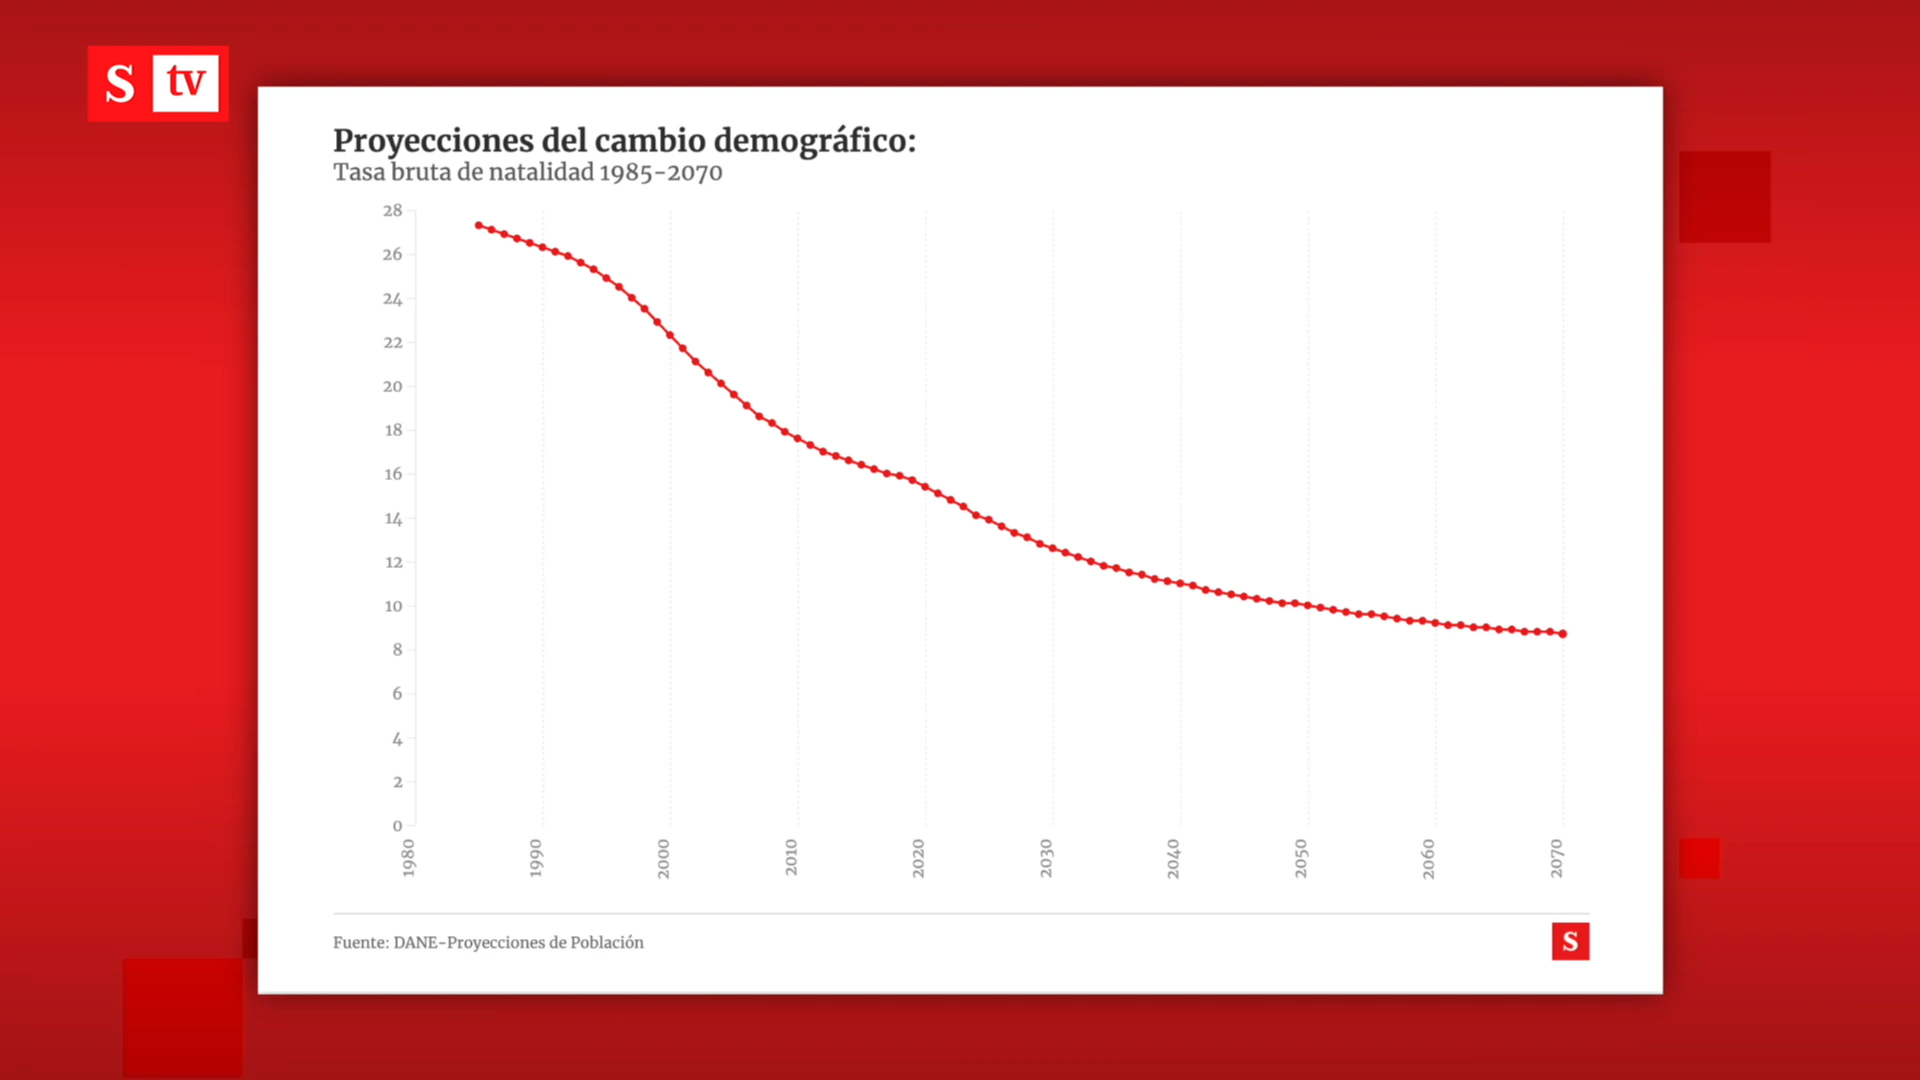 S tv
Proyecciones del cambio demográfico:
Tasa bruta de natalidad 1985-2070
28
26
24
22
20
18
16
14
12
10
8
6
4
2
0
1980 1990 2000 2010 2020 2030 2040 2050 2060 2070
Fuente: DANE-Proyecciones de Población
S